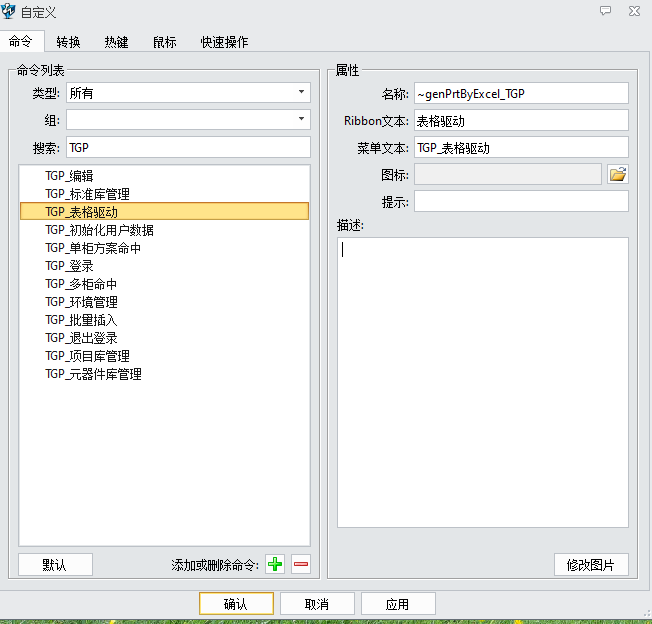 自定义
命令 转换 热键 鼠标 快速操作
命令列表
类型: 所有
组:
搜索: TGP
TGP_编辑
TGP_标准库管理
TGP_表格驱动
TGP_初始化用户数据
TGP_单柜方案命中
TGP_登录
TGP_多柜命中
TGP_环境管理
TGP_批量插入
TGP_退出登录
TGP_项目库管理
TGP_元器件库管理
默认 添加或删除命令:
属性
名称: ~genPrtByExcel_TGP
Ribbon文本: 表格驱动
菜单文本: TGP_表格驱动
图标:
提示:
描述:
修改图片
确认 取消 应用